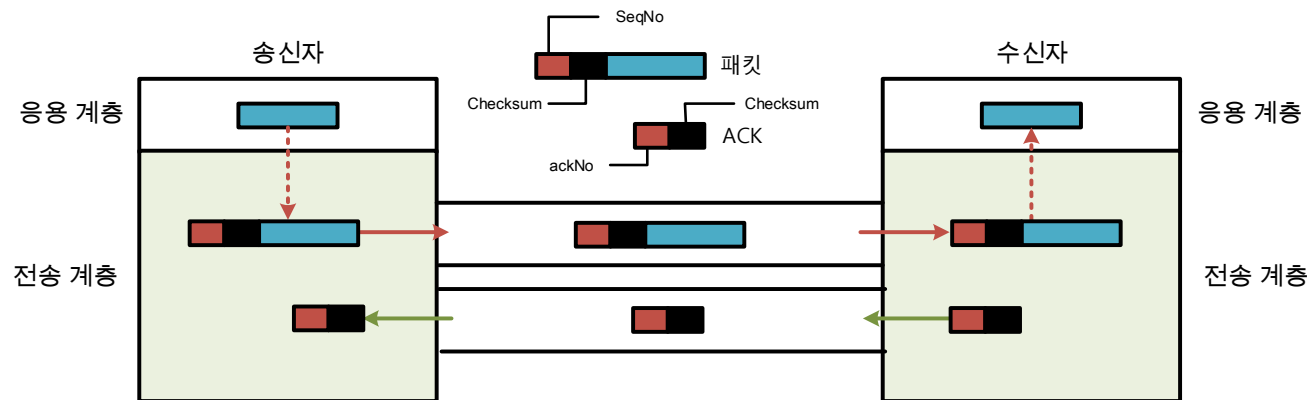 SeqNo
송신자
패킷
수신자
Checksum
Checksum
응용 계층
ACK
응용 계층
ackNo
전송 계층
전송 계층